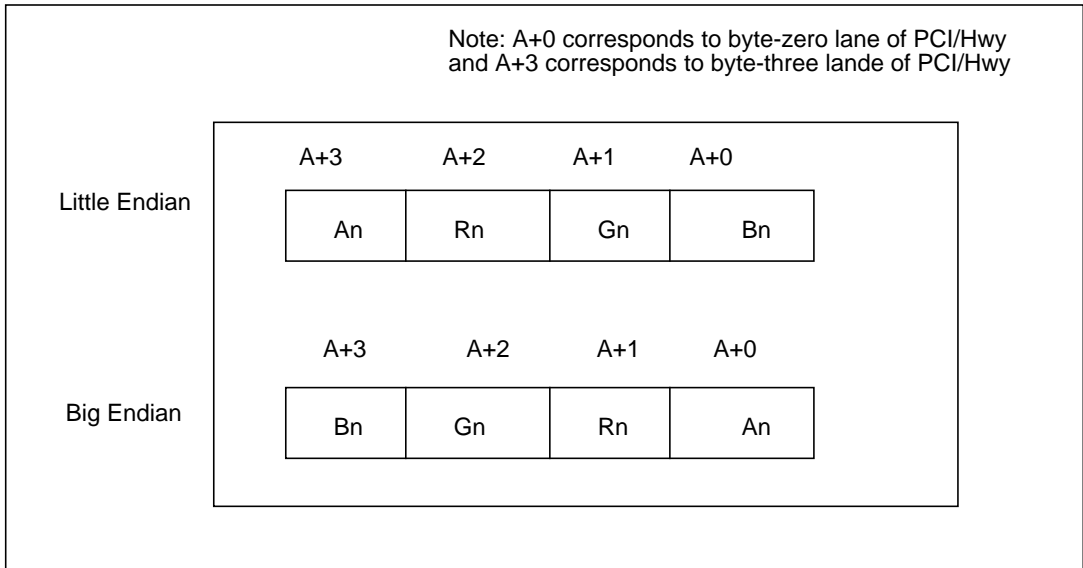 Note: A+0 corresponds to byte-zero lane of PCI/Hwy
and A+3 corresponds to byte-three lande of PCI/Hwy
A+3 A+2 A+1 A+0
Little Endian An Rn Gn Bn
A+3 A+2 A+1 A+0
Big Endian Bn Gn Rn An